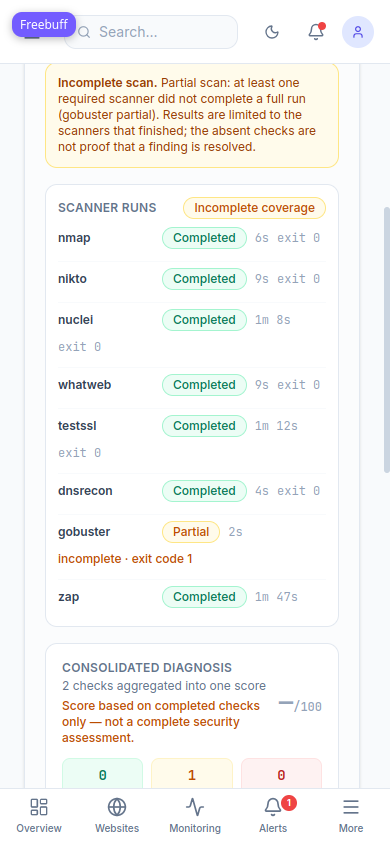 Freebuff
Search...
Incomplete scan. Partial scan: at least one
required scanner did not complete a full run
(gobuster partial). Results are limited to the
scanners that finished; the absent checks are
not proof that a finding is resolved.
SCANNER RUNS
Incomplete coverage
nmap Completed 6s exit 0
nikto Completed 9s exit 0
nuclei Completed 1m 8s
exit 0
whatweb Completed 9s exit 0
testssl Completed 1m 12s
exit 0
dnsrecon Completed 4s exit 0
gobuster Partial 2s
incomplete · exit code 1
zap Completed 1m 47s
CONSOLIDATED DIAGNOSIS
2 checks aggregated into one score
Score based on completed checks
only — not a complete security
assessment.
—/100
0 1 0
1
Overview Websites Monitoring Alerts More